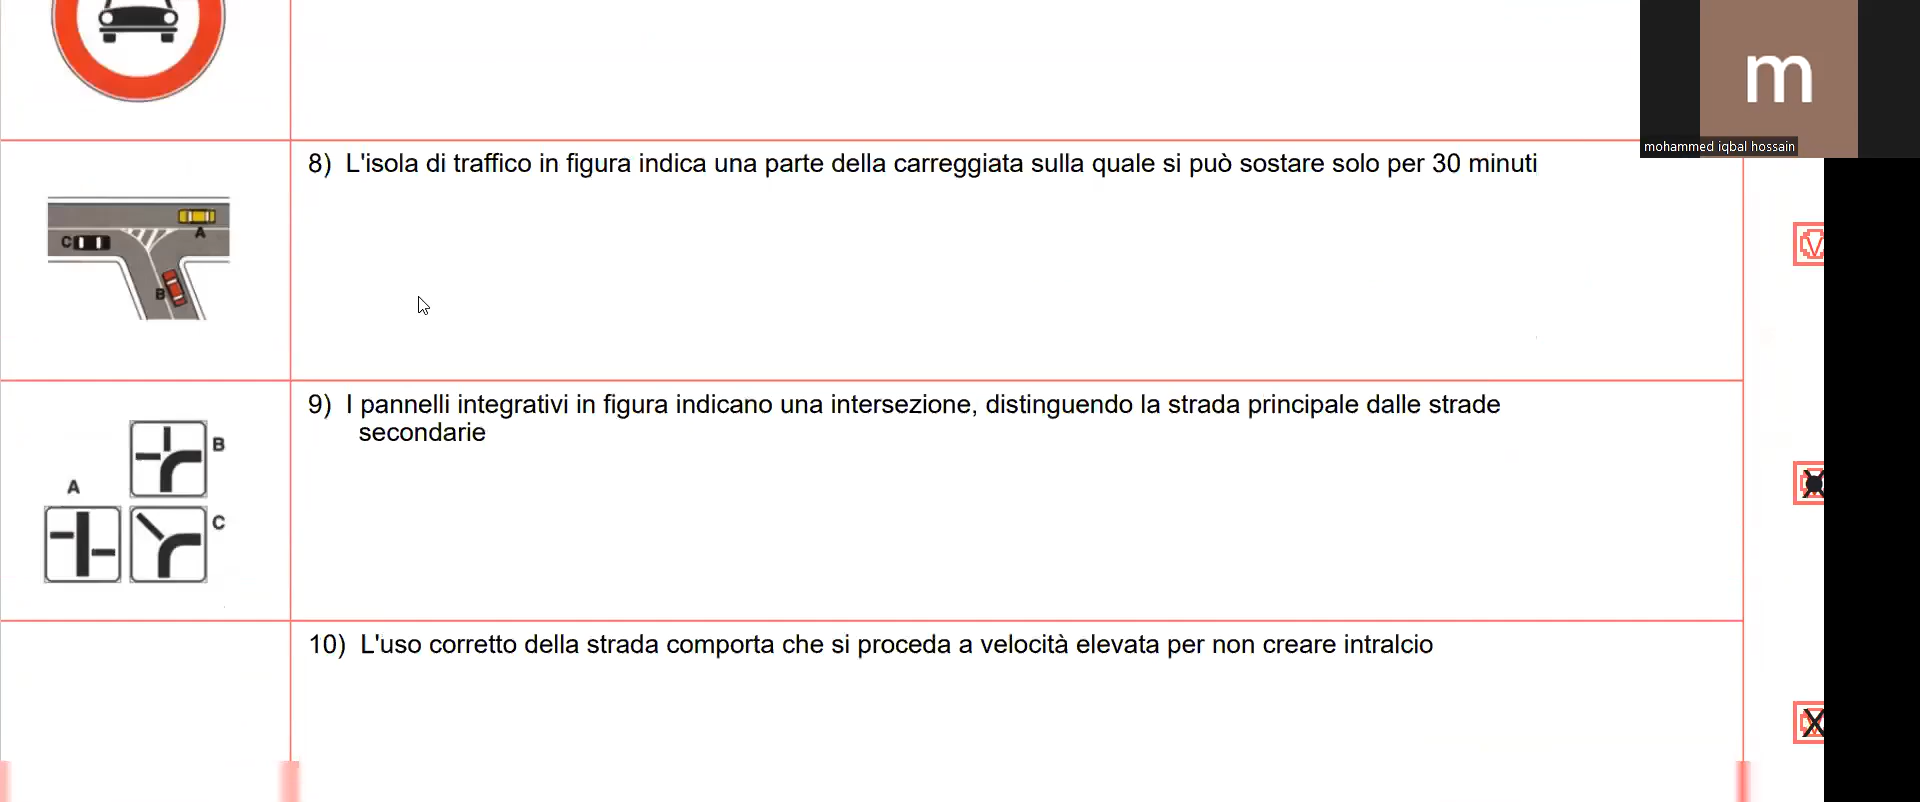 m
mohammed iqbal hossain
8) L'isola di traffico in figura indica una parte della carreggiata sulla quale si può sostare solo per 30 minuti
A
C
B
V
9) I pannelli integrativi in figura indicano una intersezione, distinguendo la strada principale dalle strade
secondarie
B
A
C
10) L'uso corretto della strada comporta che si proceda a velocità elevata per non creare intralcio
V